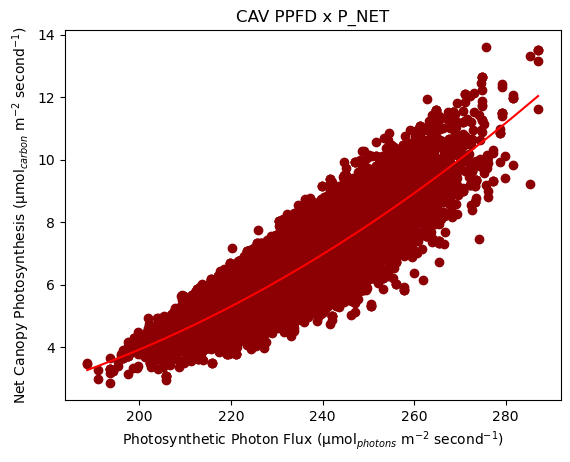 CAV PPFD x P_NET
Net Canopy Photosynthesis (μmol_carbon m⁻² second⁻¹)
14
12
10
8
6
4
200 220 240 260 280
Photosynthetic Photon Flux (μmol_photons m⁻² second⁻¹)